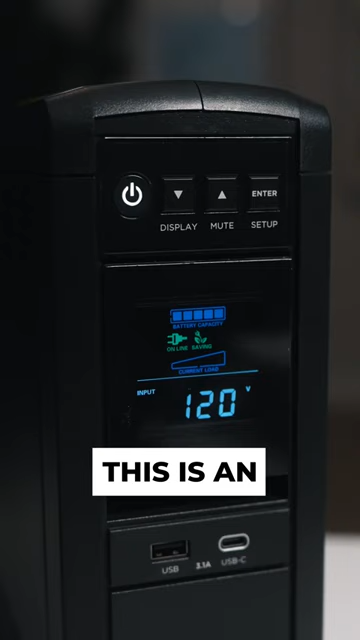 ENTER
DISPLAY MUTE SETUP
BATTERY CAPACITY
ON LINE SAVING
CURRENT LOAD
INPUT 120 V
THIS IS AN
USB 3.1A USB-C